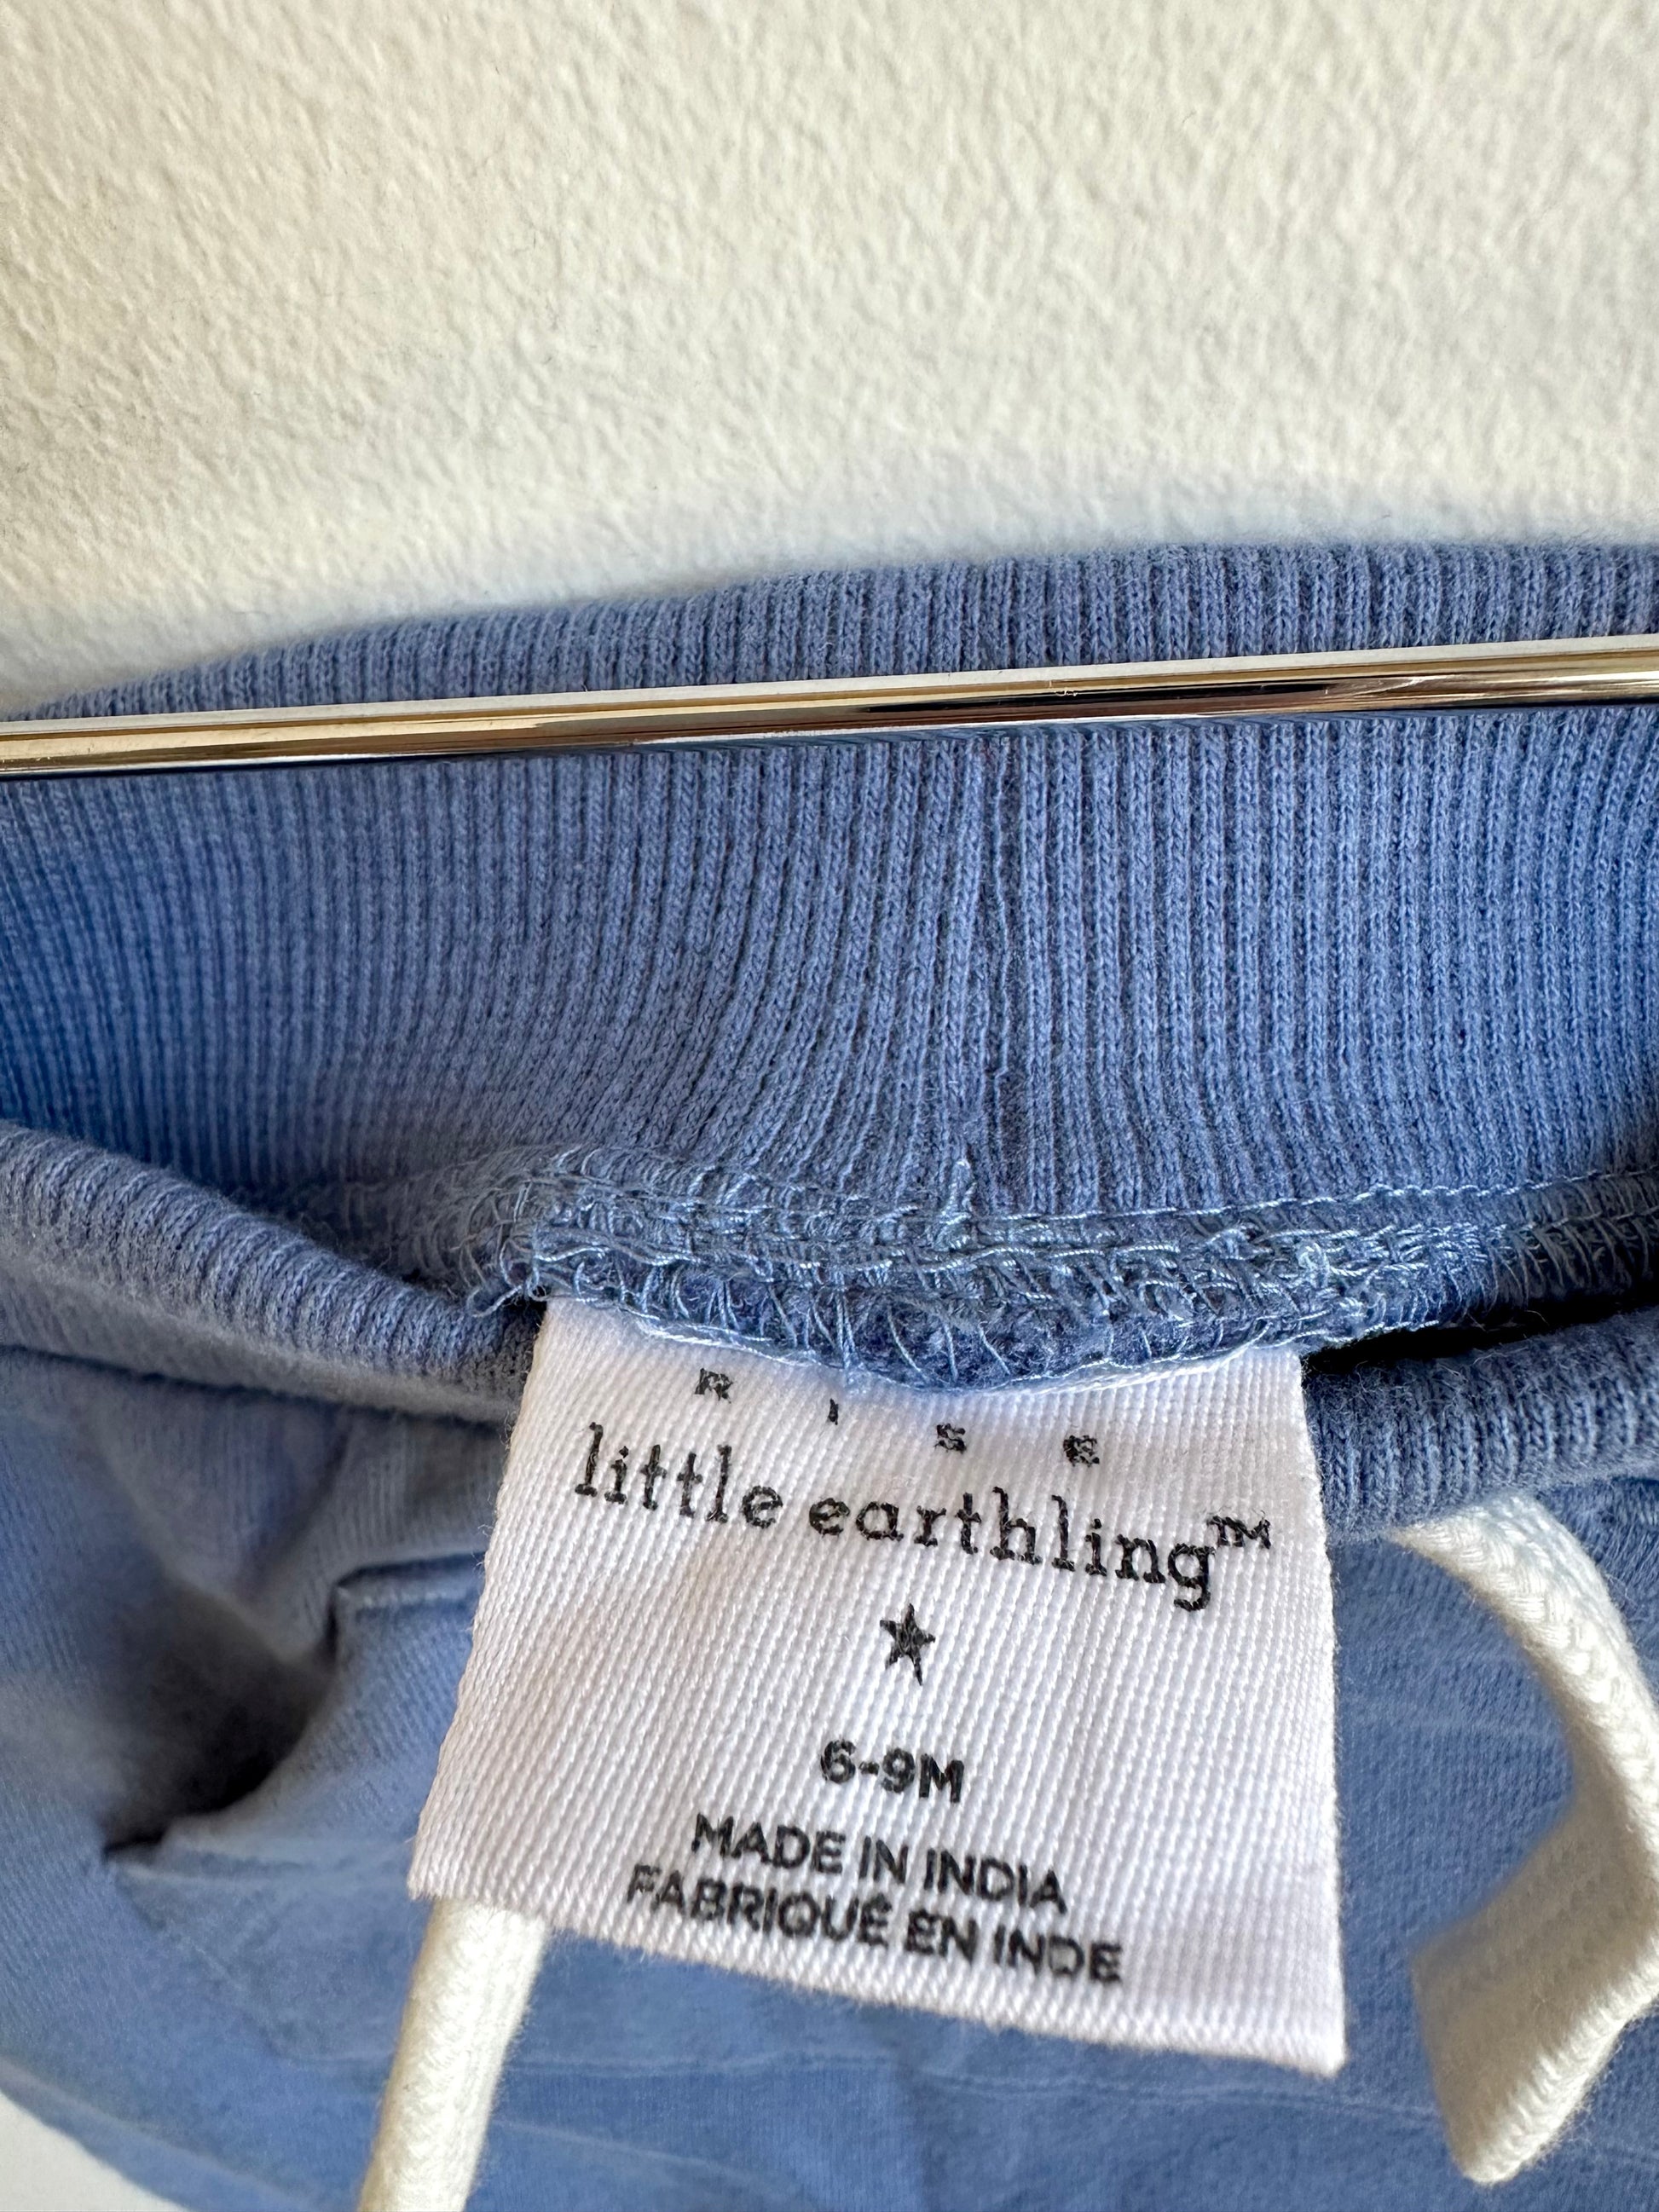 RISE
little earthling™
6-9M
MADE IN INDIA
FABRIQUÉ EN INDE